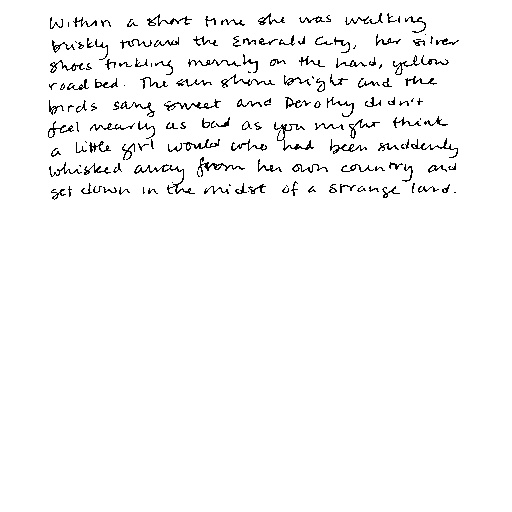 Within a short time she was walking
briskly toward the Emerald City, her silver
shoes tinkling merrily on the hard, yellow
roadbed. The sun shone bright and the
birds sang sweet and Dorothy didn't
feel nearly as bad as you might think
a little girl would who had been suddenly
whisked away from her own country and
set down in the midst of a strange land.